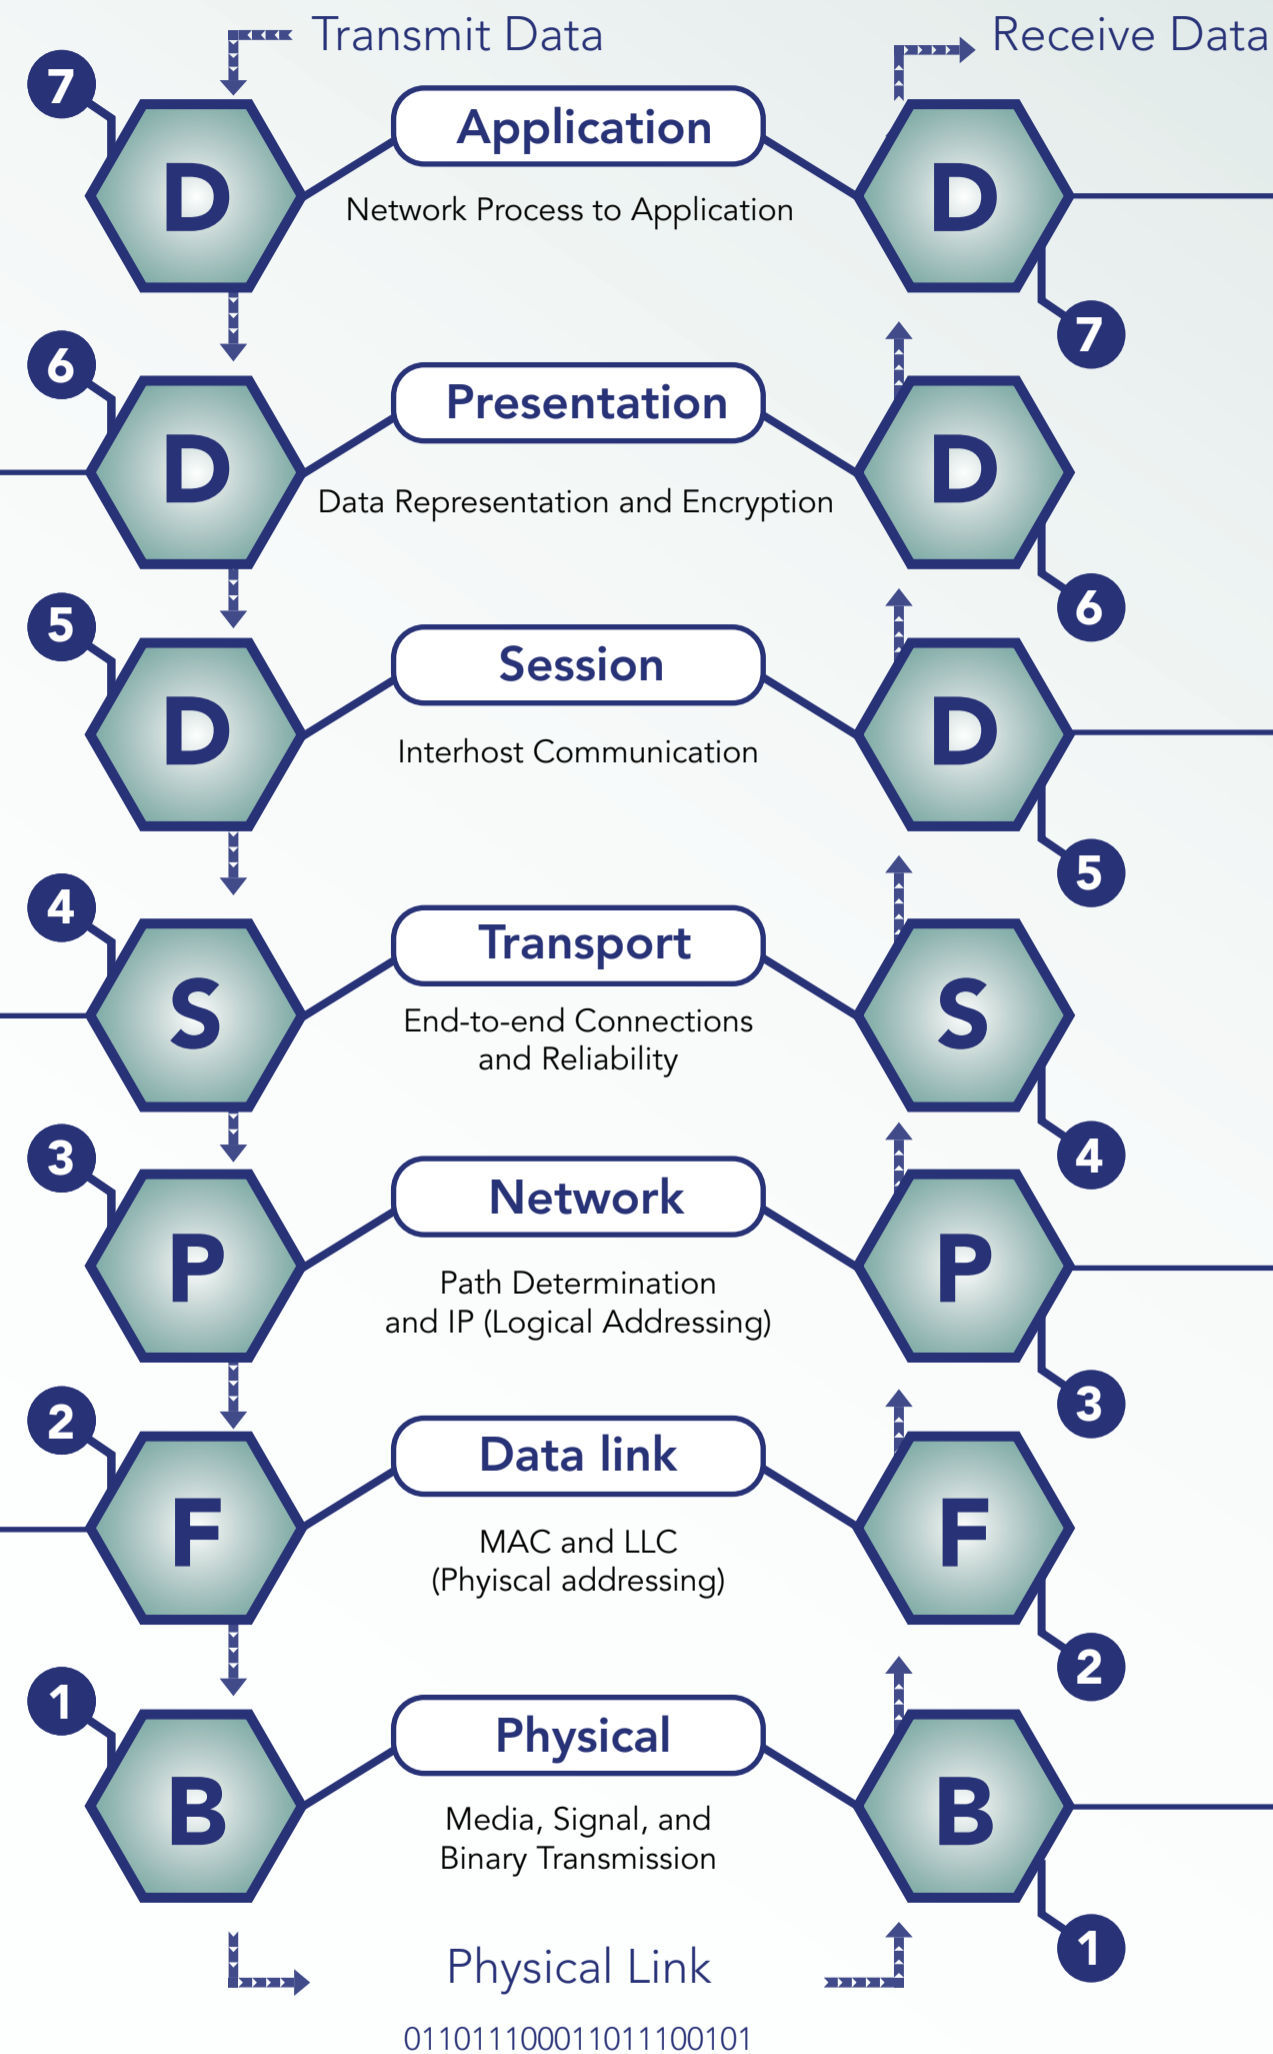 Transmit Data
Receive Data
7
D
Application
D
Network Process to Application
7
6
D
Presentation
D
Data Representation and Encryption
6
5
D
Session
D
Interhost Communication
5
4
S
Transport
S
End-to-end Connections
and Reliability
4
3
P
Network
P
Path Determination
and IP (Logical Addressing)
3
2
F
Data link
F
MAC and LLC
(Phyiscal addressing)
2
1
B
Physical
B
Media, Signal, and
Binary Transmission
1
Physical Link
011011100011011100101